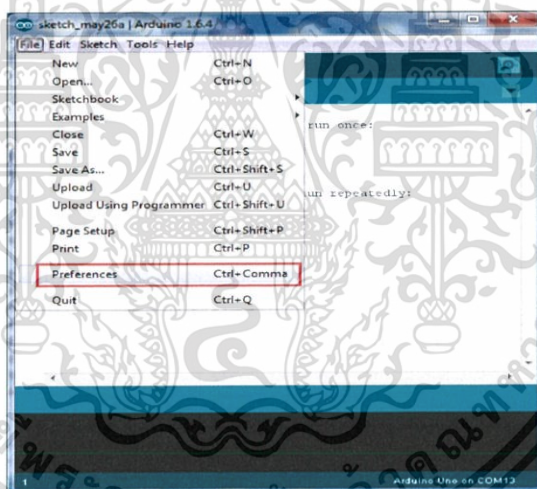 sketch_may26a | Arduino 1.6.4
File Edit Sketch Tools Help
New Ctrl+N
Open... Ctrl+O
Sketchbook
Examples
Close Ctrl+W
Save Ctrl+S
Save As... Ctrl+Shift+S
Upload Ctrl+U
Upload Using Programmer Ctrl+Shift+U
Page Setup Ctrl+Shift+P
Print Ctrl+P
Preferences Ctrl+Comma
Quit Ctrl+Q
run once:
un repeatedly:
1 Arduino Uno on COM13